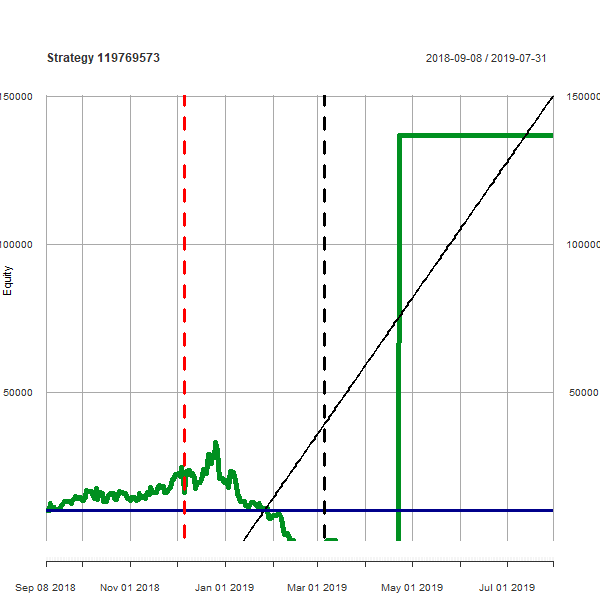 Strategy 119769573
2018-09-08 / 2019-07-31
150000 150000
100000 100000
Equity
50000 50000
Sep 08 2018 Nov 01 2018 Jan 01 2019 Mar 01 2019 May 01 2019 Jul 01 2019